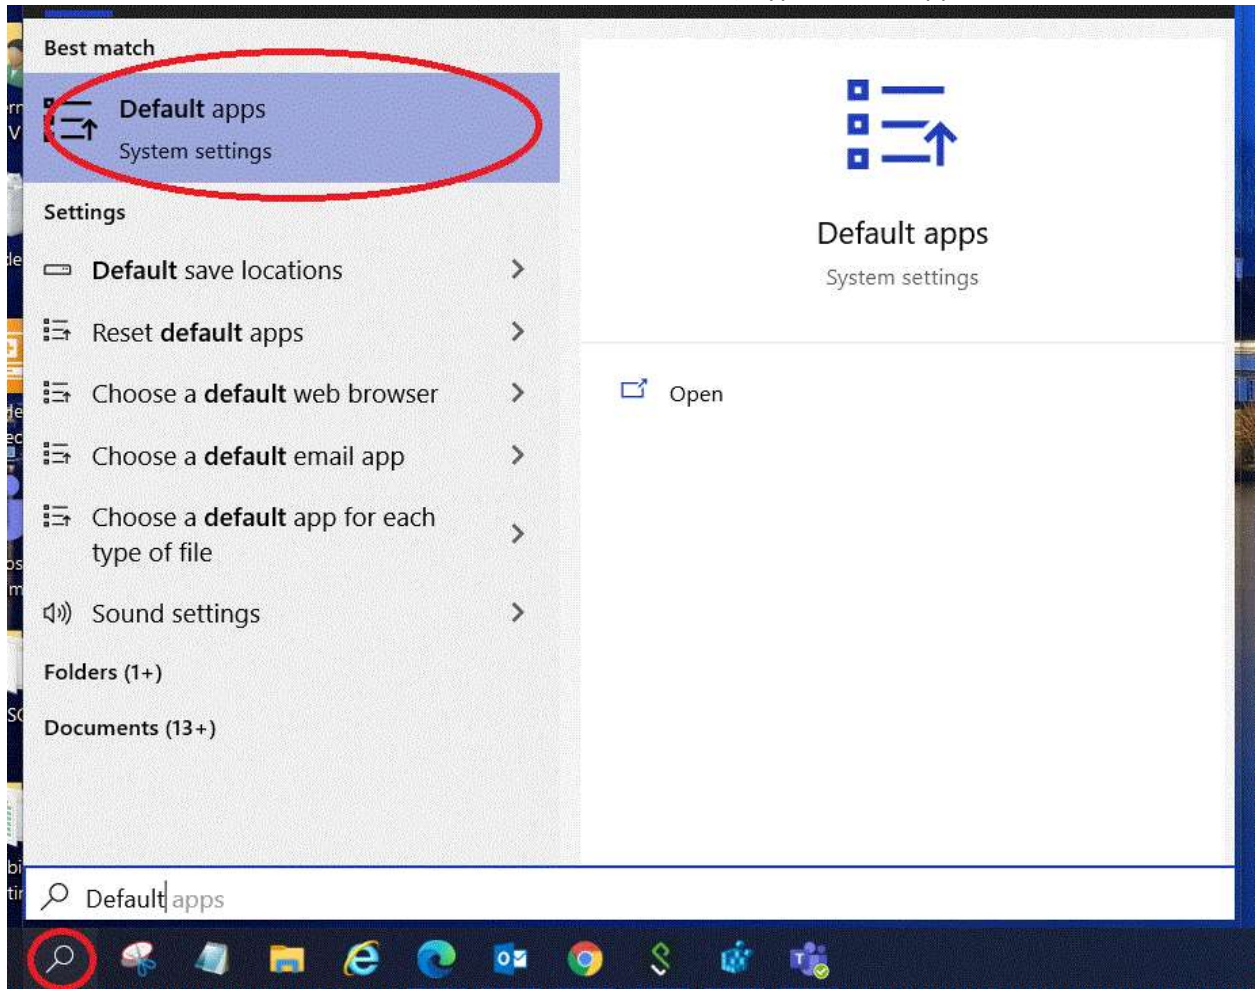 Best match
Default apps
System settings
Settings
Default save locations
Reset default apps
Choose a default web browser
Choose a default email app
Choose a default app for each
type of file
Sound settings
Folders (1+)
Documents (13+)
Default apps
System settings
Open
Default apps